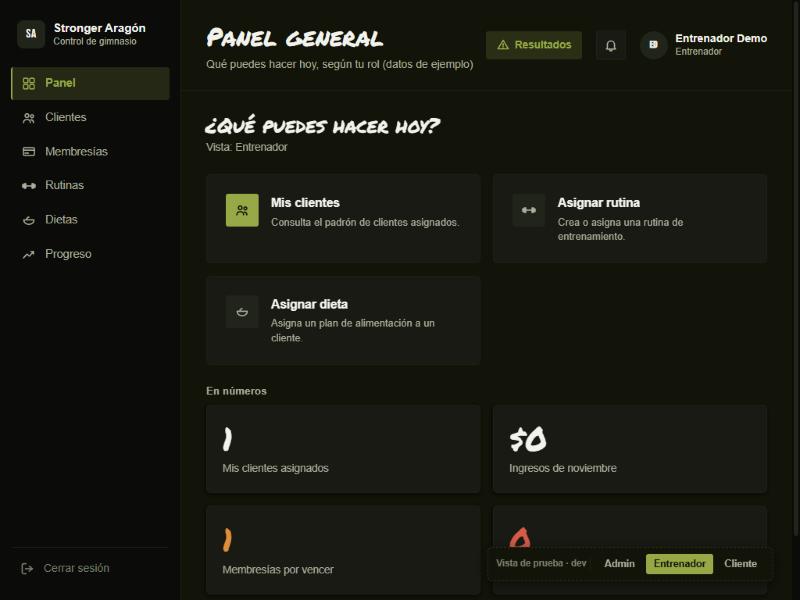 SA
Stronger Aragón
Control de gimnasio
Panel
Clientes
Membresías
Rutinas
Dietas
Progreso
Cerrar sesión
Panel general
Qué puedes hacer hoy, según tu rol (datos de ejemplo)
Resultados
ED
Entrenador Demo
Entrenador
¿Qué puedes hacer hoy?
Vista: Entrenador
Mis clientes
Consulta el padrón de clientes asignados.
Asignar rutina
Crea o asigna una rutina de
entrenamiento.
Asignar dieta
Asigna un plan de alimentación a un
cliente.
En números
1
Mis clientes asignados
$0
Ingresos de noviembre
1
Membresías por vencer
0
Vista de prueba · dev
Admin
Entrenador
Cliente